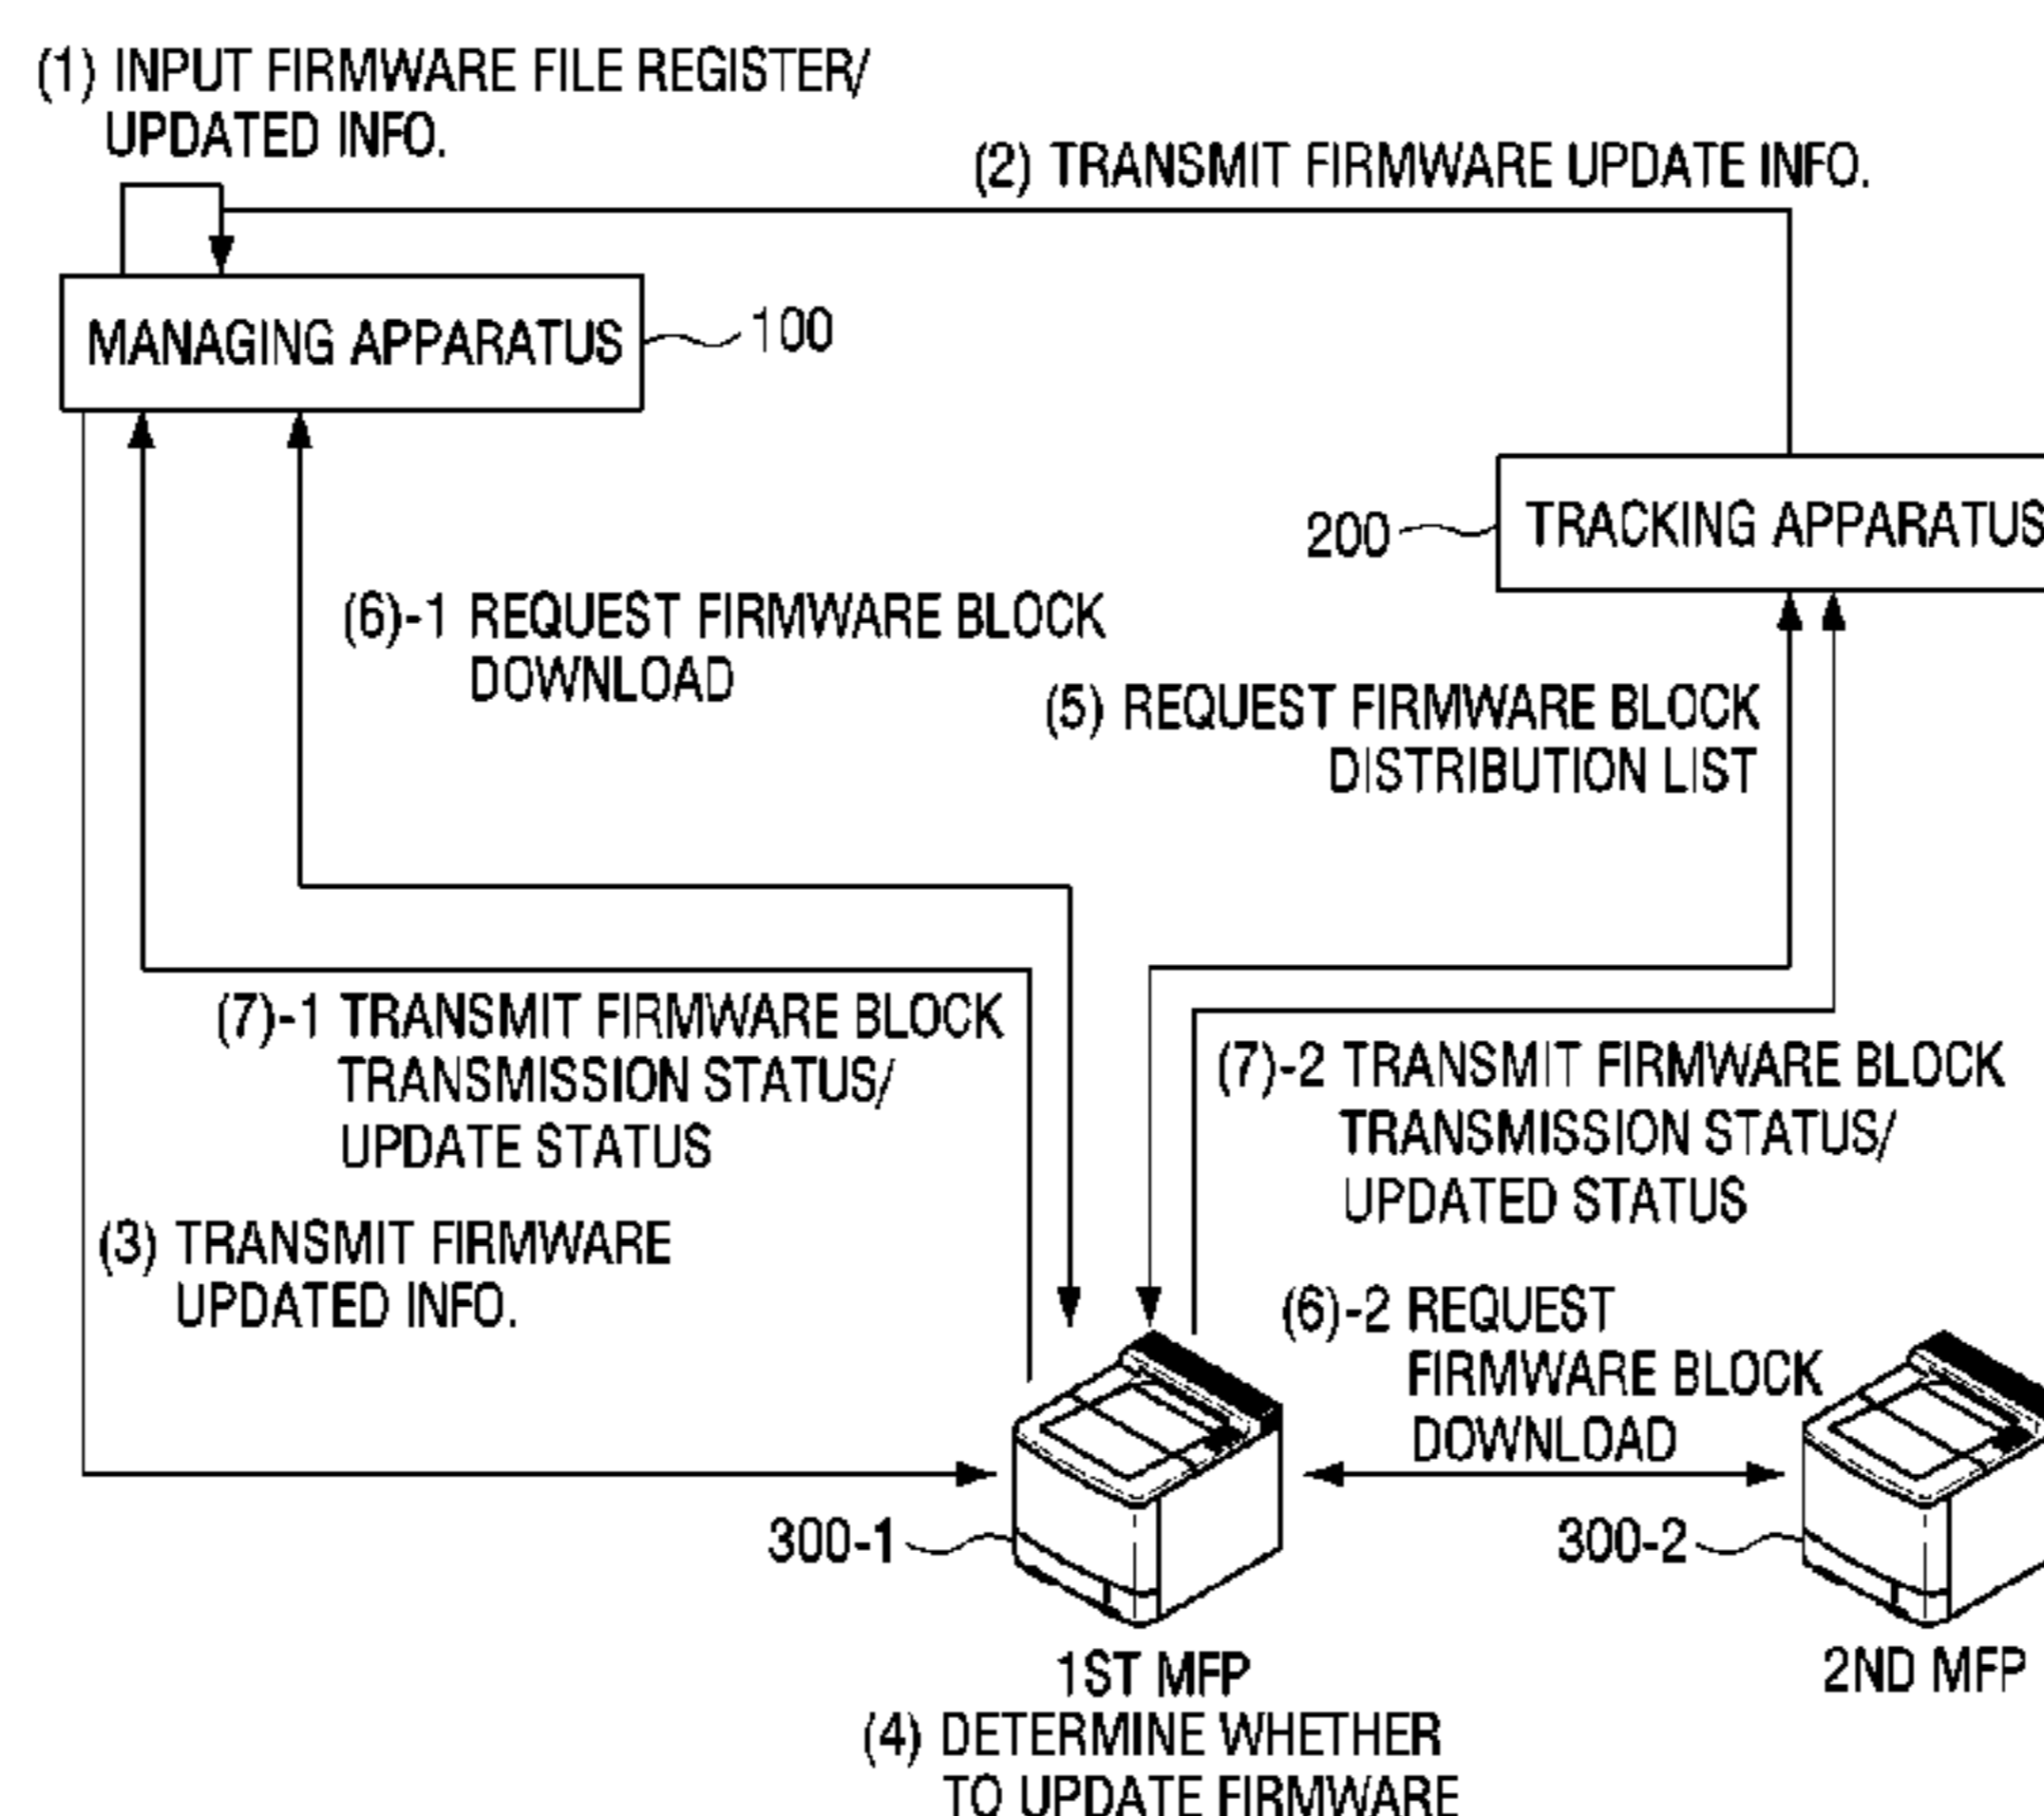 (1) INPUT FIRMWARE FILE REGISTER/
UPDATED INFO.
(2) TRANSMIT FIRMWARE UPDATE INFO.
MANAGING APPARATUS
100
200
TRACKING APPARATUS
(6)-1 REQUEST FIRMWARE BLOCK
DOWNLOAD
(5) REQUEST FIRMWARE BLOCK
DISTRIBUTION LIST
(7)-1 TRANSMIT FIRMWARE BLOCK
TRANSMISSION STATUS/
UPDATE STATUS
(7)-2 TRANSMIT FIRMWARE BLOCK
TRANSMISSION STATUS/
UPDATED STATUS
(3) TRANSMIT FIRMWARE
UPDATED INFO.
(6)-2 REQUEST
FIRMWARE BLOCK
DOWNLOAD
300-1
300-2
1ST MFP
2ND MFP
(4) DETERMINE WHETHER
TO UPDATE FIRMWARE